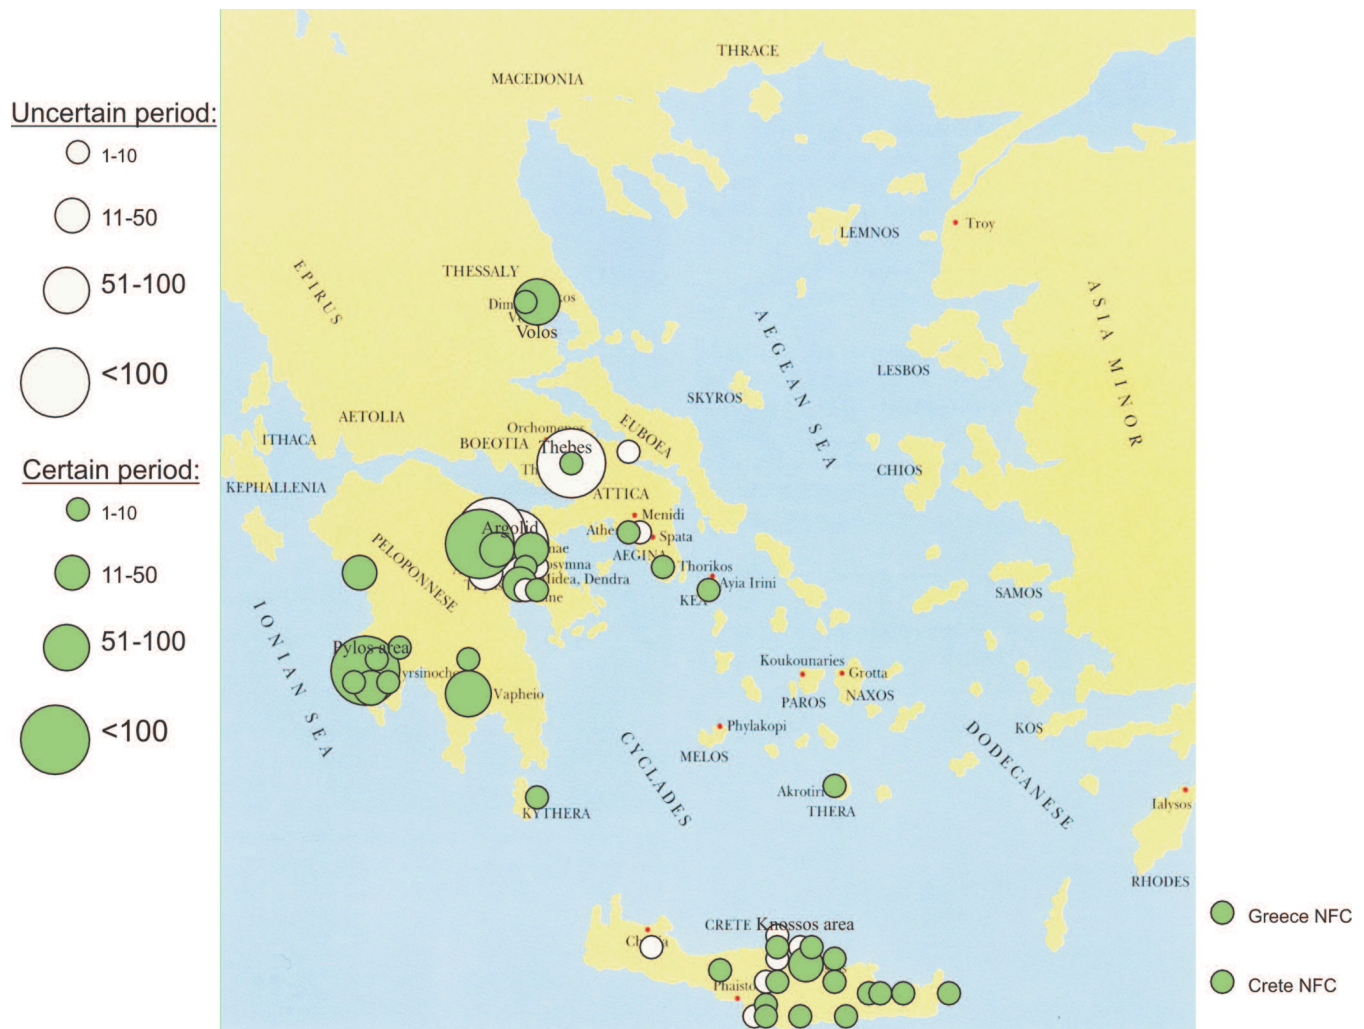 Uncertain period:
1-10
11-50
51-100
<100
Certain period:
1-10
11-50
51-100
<100
THRACE
MACEDONIA
Troy
LEMNOS
THESSALY
EPIRUS
Volos
AEGEAN SEA
ASIA MINOR
LESBOS
SKYROS
AETOLIA
ITHACA
BOEOTIA
EUBOEA
Orchomenos
Thebes
CHIOS
KEPHALLENIA
ATTICA
Menidi
Argolid
Spata
AEGINA
PELOPONNESE
Thorikos
Midea, Dendra
Ayia Irini
KEA
SAMOS
IONIAN SEA
Pylos area
Koukounaries
Grotta
Vapheio
PAROS
NAXOS
Phylakopi
MELOS
KOS
CYCLADES
DODECANESE
Akrotiri
THERA
KYTHERA
Ialysos
RHODES
CRETE
Knossos area
Greece NFC
Crete NFC